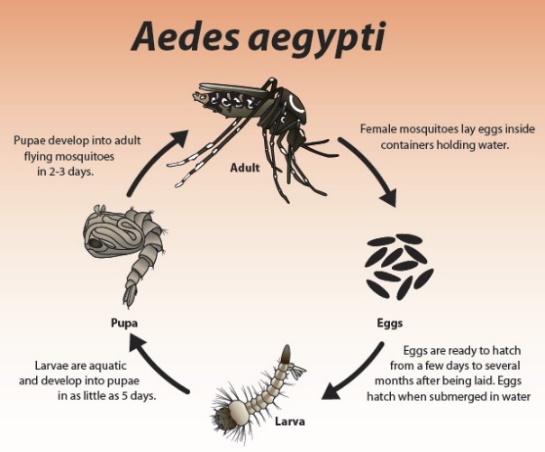 Aedes aegypti
Adult
Female mosquitoes lay eggs inside
containers holding water.
Eggs
Eggs are ready to hatch
from a few days to several
months after being laid. Eggs
hatch when submerged in water
Larva
Larvae are aquatic
and develop into pupae
in as little as 5 days.
Pupa
Pupae develop into adult
flying mosquitoes
in 2-3 days.